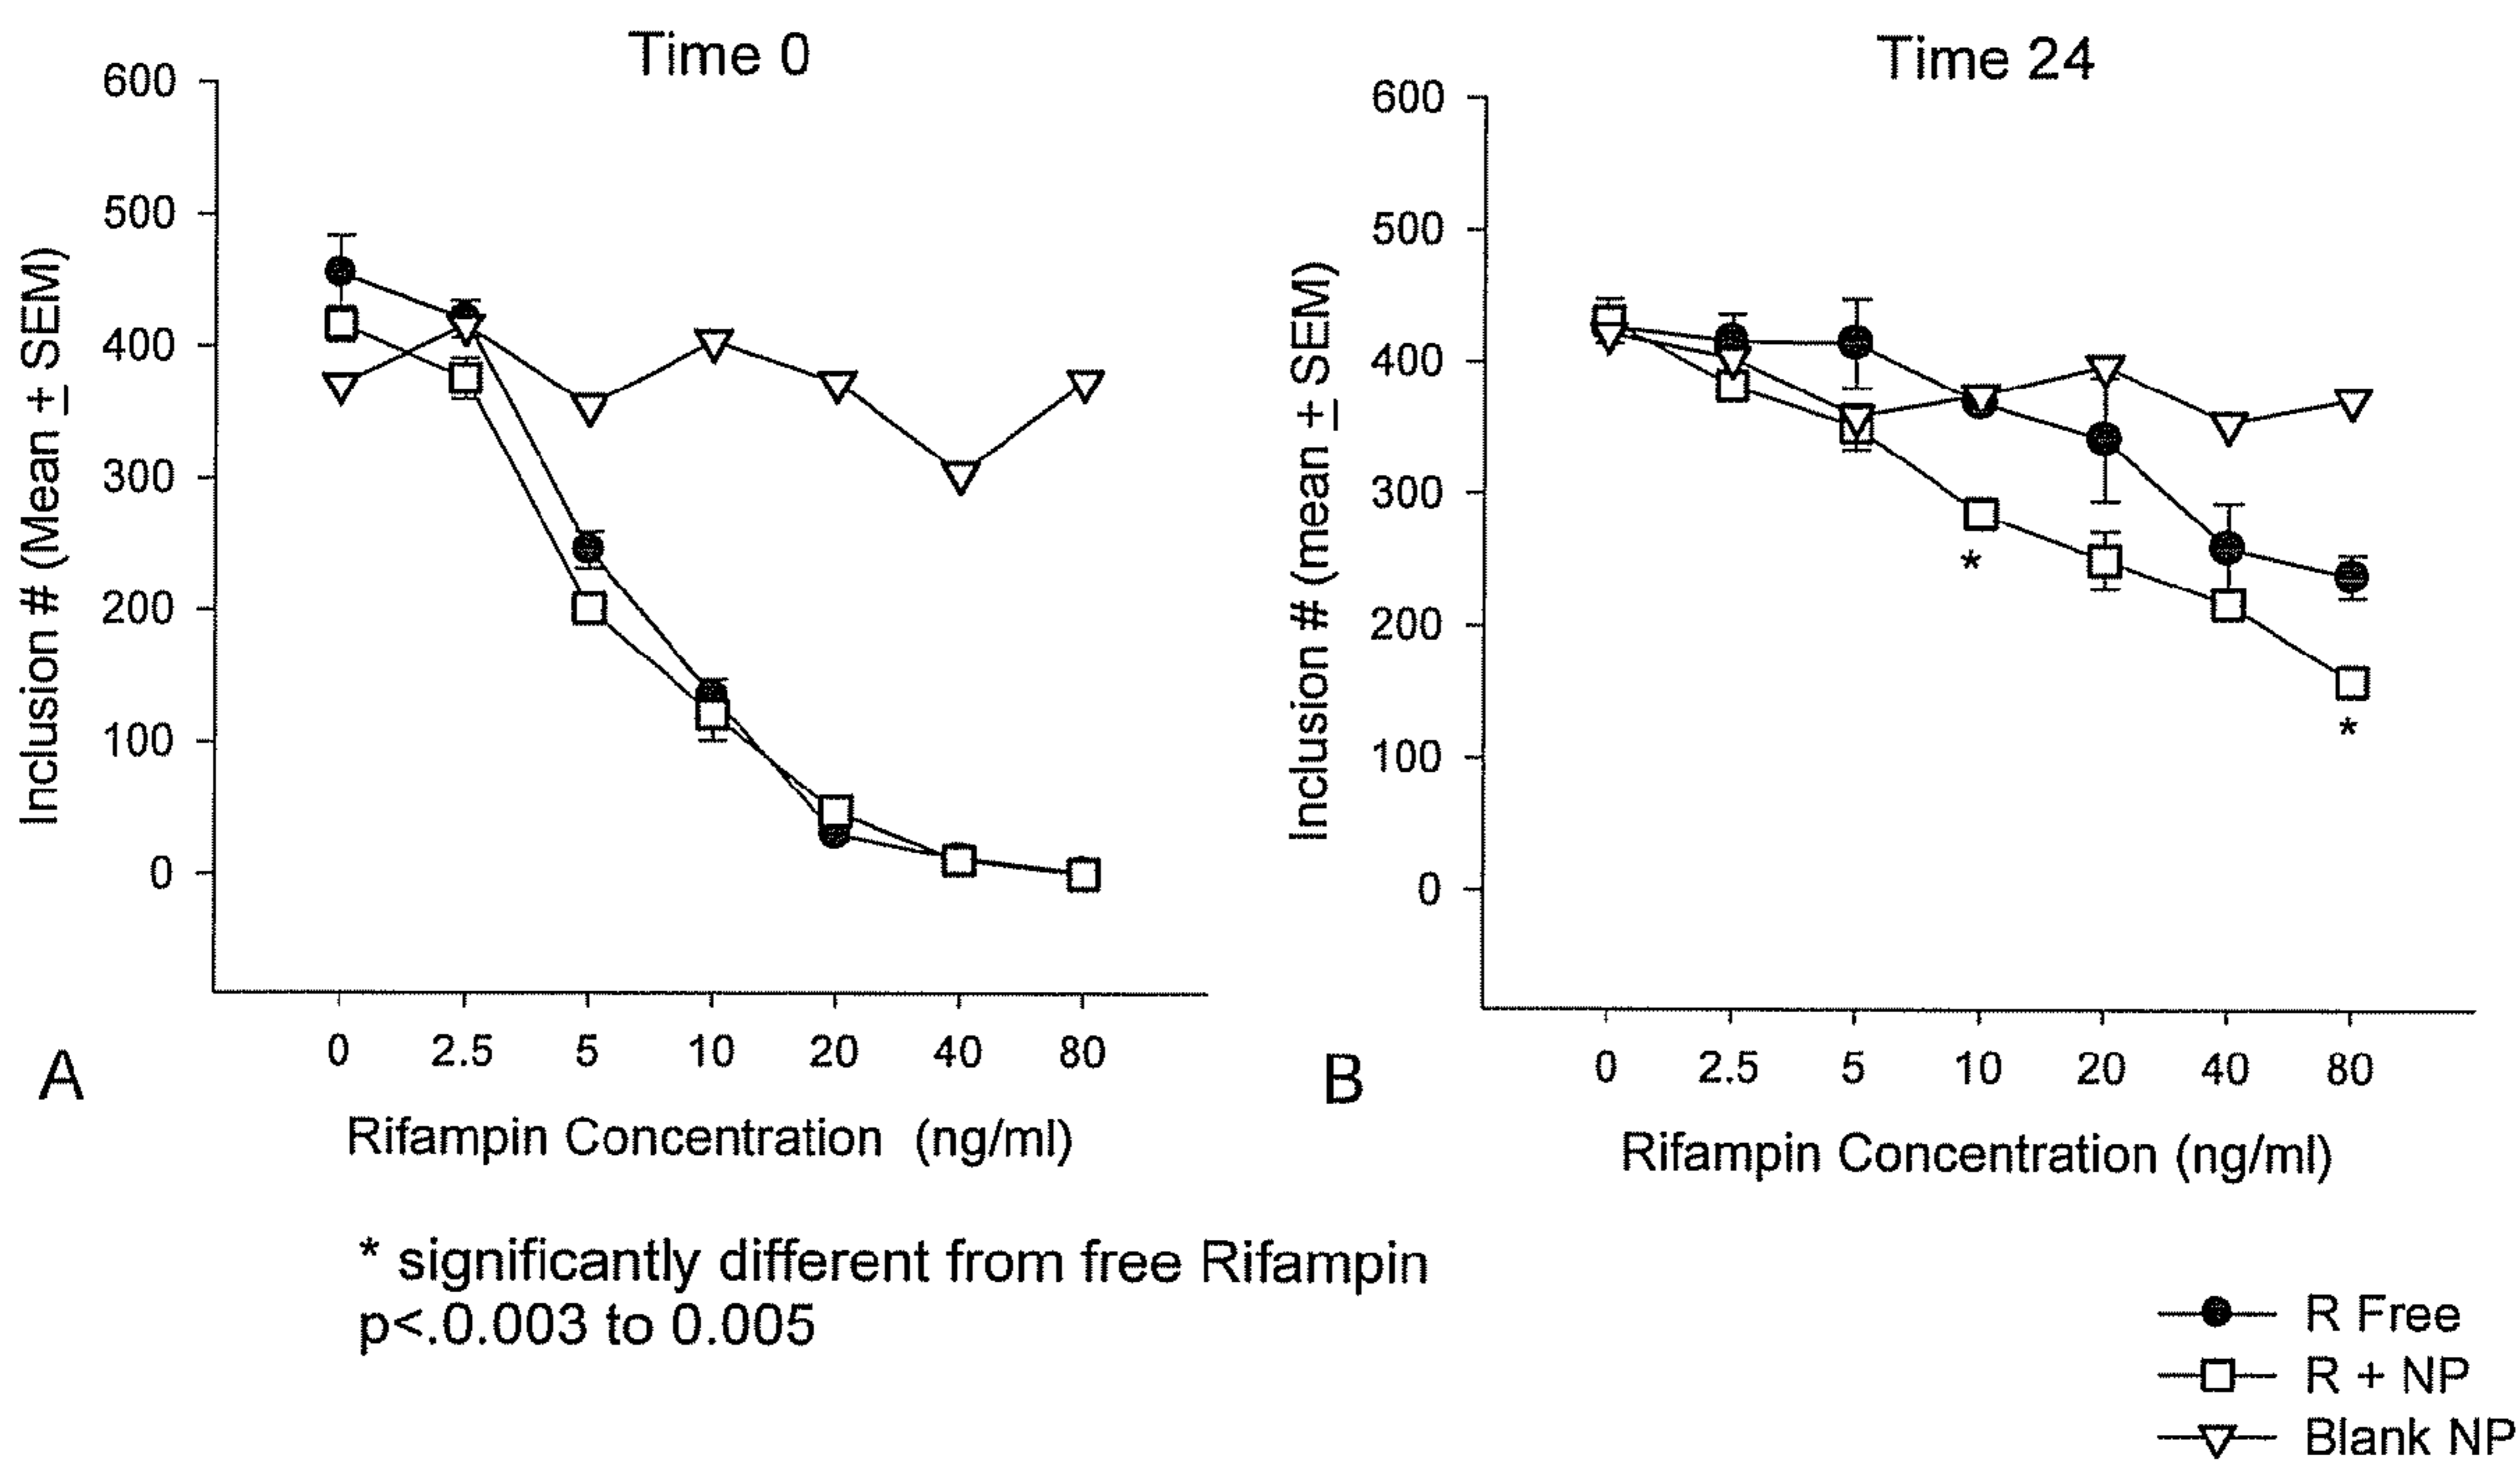 Time 0
600
500
400
300
200
100
0
Inclusion # (Mean ± SEM)
0 2.5 5 10 20 40 80
A
Rifampin Concentration (ng/ml)
Time 24
600
500
400
300
200
100
0
Inclusion # (mean ± SEM)
*
*
0 2.5 5 10 20 40 80
B
Rifampin Concentration (ng/ml)
* significantly different from free Rifampin
p<.0.003 to 0.005
R Free
R + NP
Blank NP